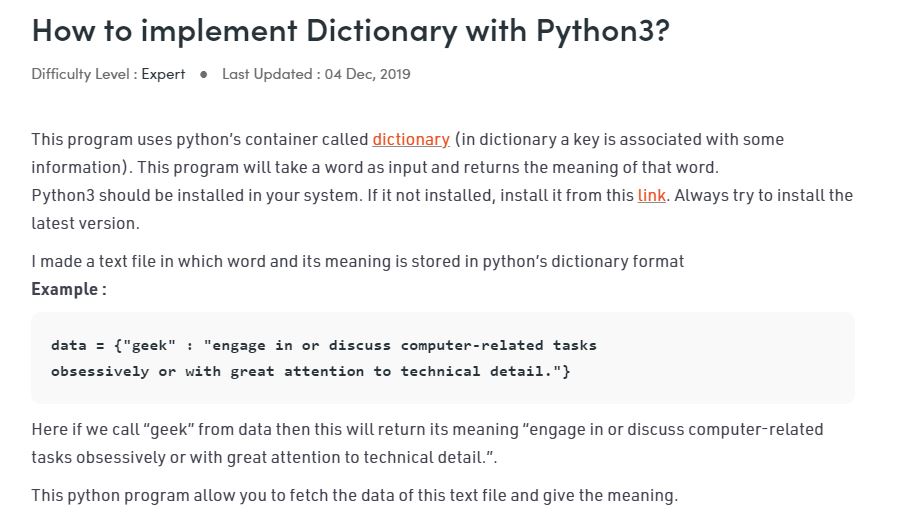 How to implement Dictionary with Python3?
Difficulty Level : Expert ● Last Updated : 04 Dec, 2019
This program uses python's container called dictionary (in dictionary a key is associated with some
information). This program will take a word as input and returns the meaning of that word.
Python3 should be installed in your system. If it not installed, install it from this link. Always try to install the
latest version.
I made a text file in which word and its meaning is stored in python's dictionary format
Example :
data = {"geek" : "engage in or discuss computer-related tasks
obsessively or with great attention to technical detail."}
Here if we call “geek” from data then this will return its meaning “engage in or discuss computer-related
tasks obsessively or with great attention to technical detail.”.
This python program allow you to fetch the data of this text file and give the meaning.